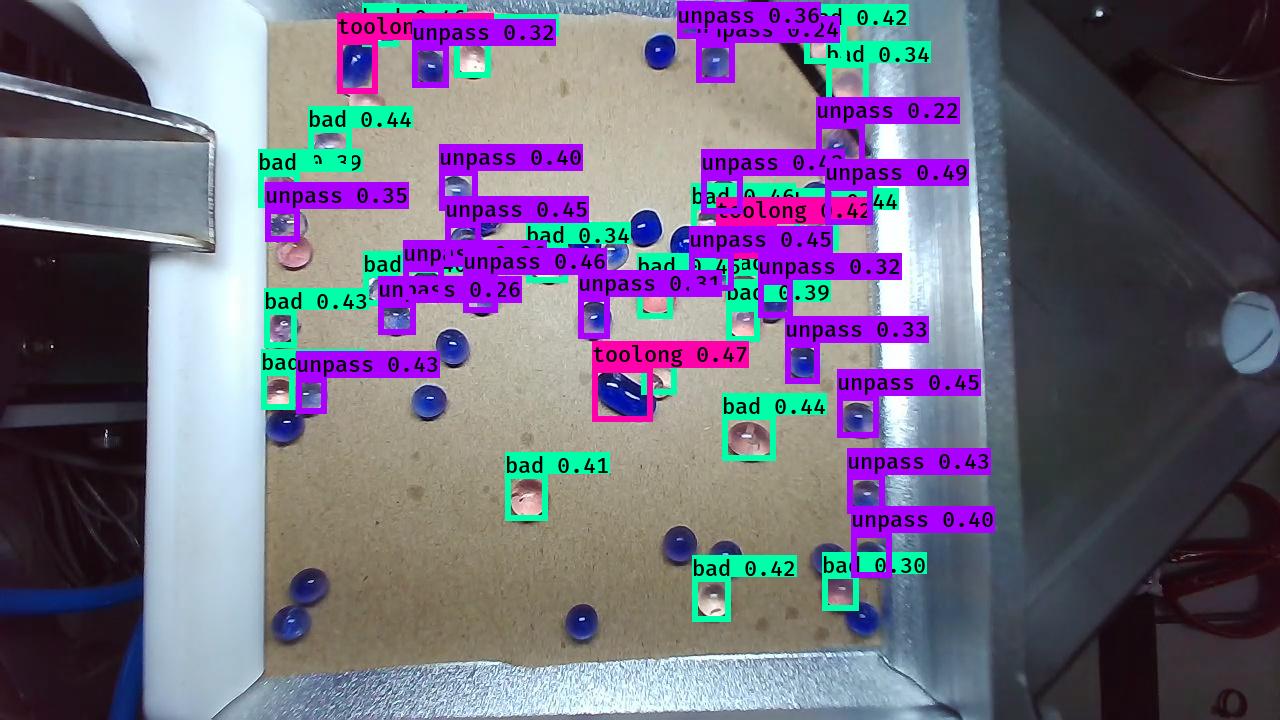 unpass 0.36
toolong
unpass 0.32
bad 0.34
unpass 0.22
bad 0.44
unpass 0.40
bad 0.39
unpass 0.49
unpass 0.35
unpass 0.45
toolong 0.42
bad 0.34
unpass 0.45
unpass 0.46
unpass 0.32
bad
unpass 0.26
unpass 0.31
bad 0.39
bad 0.43
unpass 0.33
toolong 0.47
bad
unpass 0.43
unpass 0.45
bad 0.44
unpass 0.43
bad 0.41
unpass 0.40
bad 0.42
bad 0.30